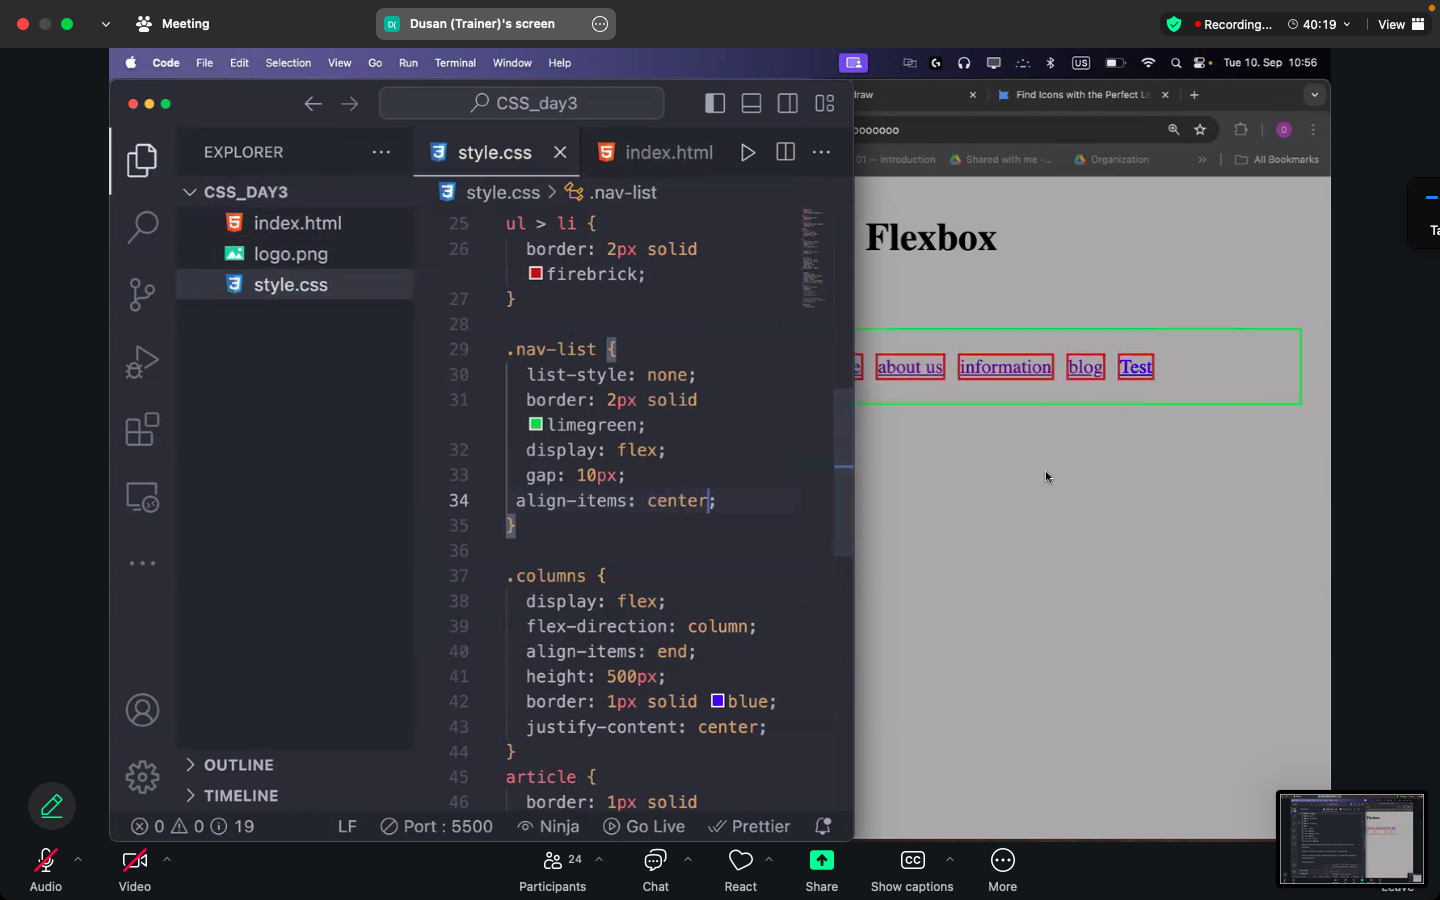 Meeting
D( Dusan (Trainer)'s screen
Recording...
40:19
View
Code File Edit Selection View Go Run Terminal Window Help
US
Tue 10. Sep 10:56
CSS_day3
EXPLORER
CSS_DAY3
index.html
logo.png
style.css
OUTLINE
TIMELINE
style.css
index.html
style.css > .nav-list
25 ul > li {
26 border: 2px solid
firebrick;
27 }
28
29 .nav-list {
30 list-style: none;
31 border: 2px solid
limegreen;
32 display: flex;
33 gap: 10px;
34 align-items: center;
35 }
36
37 .columns {
38 display: flex;
39 flex-direction: column;
40 align-items: end;
41 height: 500px;
42 border: 1px solid blue;
43 justify-content: center;
44 }
45 article {
46 border: 1px solid
0 0 19
LF
Port : 5500
Ninja
Go Live
Prettier
raw
Find Icons with the Perfect Lo
ooooooo
D
01 — Introduction
Shared with me -...
Organization
All Bookmarks
Flexbox
e about us information blog Test
Ta
Audio
Video
Participants 24
Chat
React
Share
CC
Show captions
More
Leave